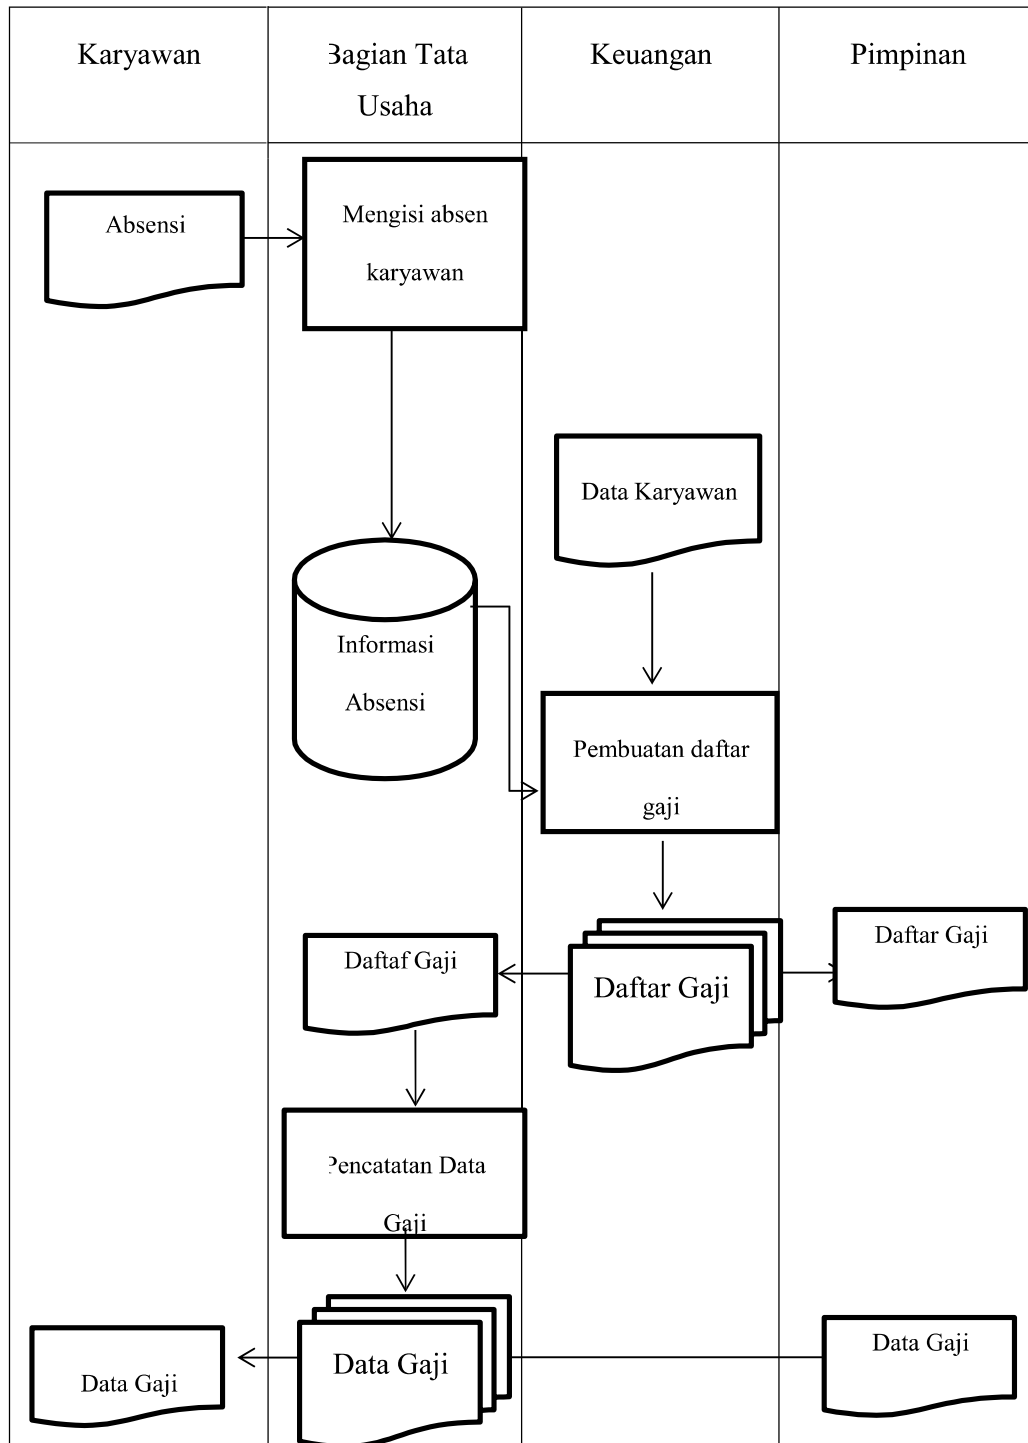 Karyawan
Bagian Tata
Usaha
Keuangan
Pimpinan
Absensi
Mengisi absen
karyawan
Data Karyawan
Informasi
Absensi
Pembuatan daftar
gaji
Daftaf Gaji
Daftar Gaji
Daftar Gaji
Pencatatan Data
Gaji
Data Gaji
Data Gaji
Data Gaji